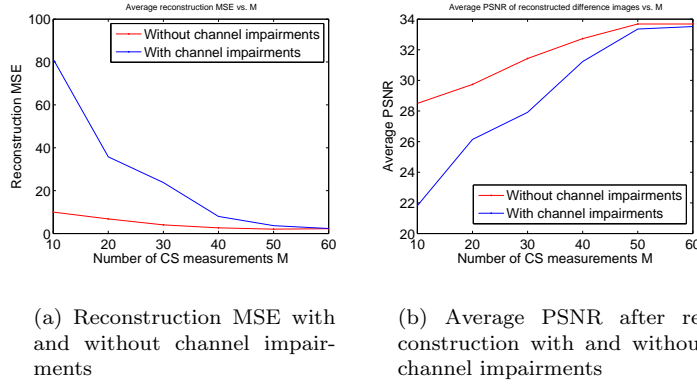 Average reconstruction MSE vs. M
100
80
60
40
20
0
Reconstruction MSE
Without channel impairments
With channel impairments
10 20 30 40 50 60
Number of CS measurements M
(a) Reconstruction MSE with
and without channel impair-
ments
Average PSNR of reconstructed difference images vs. M
34
32
30
28
26
24
22
20
Average PSNR
Without channel impairments
With channel impairments
10 20 30 40 50 60
Number of CS measurements M
(b) Average PSNR after re
construction with and withou
channel impairments